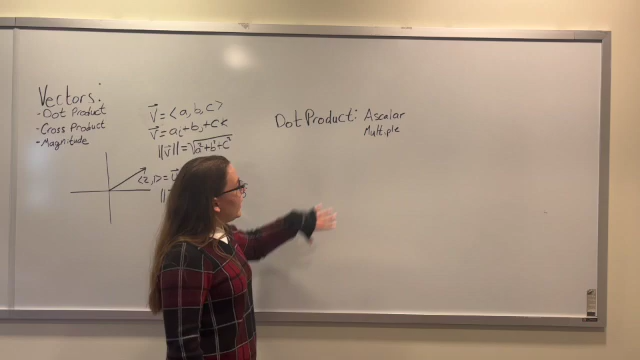 Vectors:
- Dot Product
- Cross Product
- Magnitude
V = <a, b, c>
V = ai + bj + ck
||v|| = √a²+b²+c²
Dot Product: A scalar
Multiple